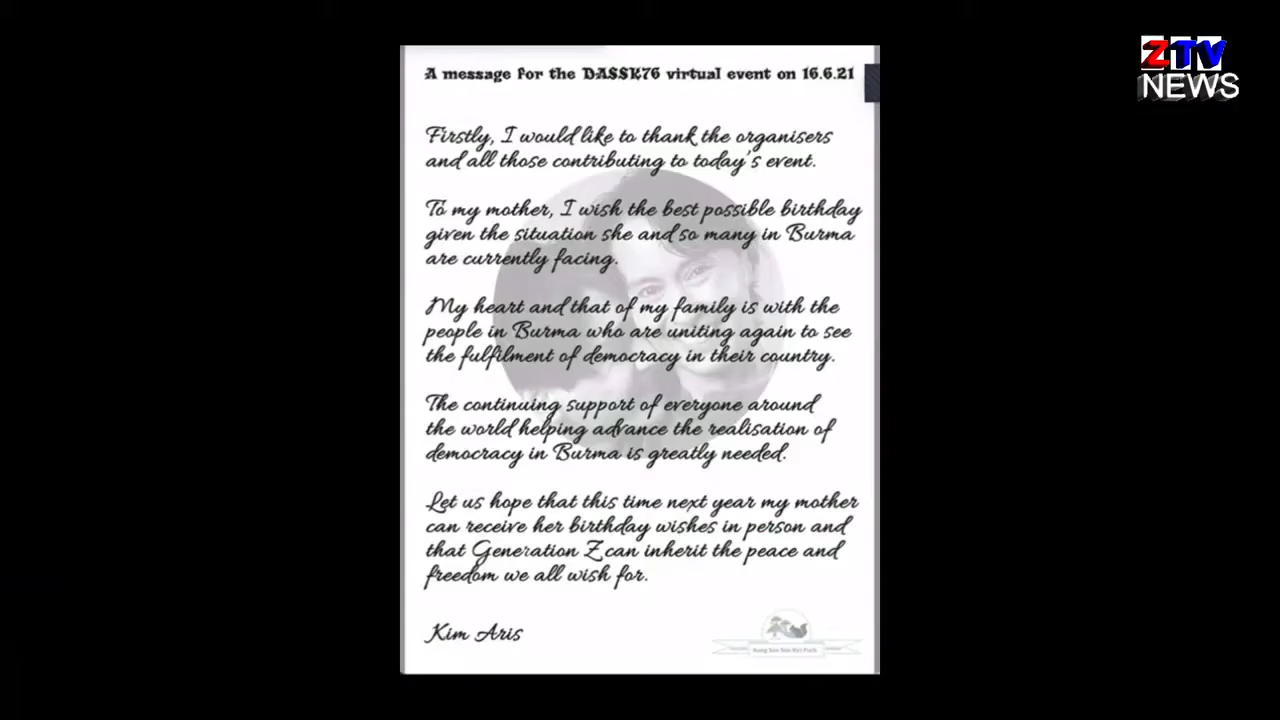 A message for the DASSK76 virtual event on 16.6.21
ZTV
NEWS
Firstly, I would like to thank the organisers
and all those contributing to today's event.
To my mother, I wish the best possible birthday
given the situation she and so many in Burma
are currently facing.
My heart and that of my family is with the
people in Burma who are uniting again to see
the fulfilment of democracy in their country.
The continuing support of everyone around
the world helping advance the realisation of
democracy in Burma is greatly needed.
Let us hope that this time next year my mother
can receive her birthday wishes in person and
that Generation Z can inherit the peace and
freedom we all wish for.
Kim Aris
Aung San Suu Kyi Park